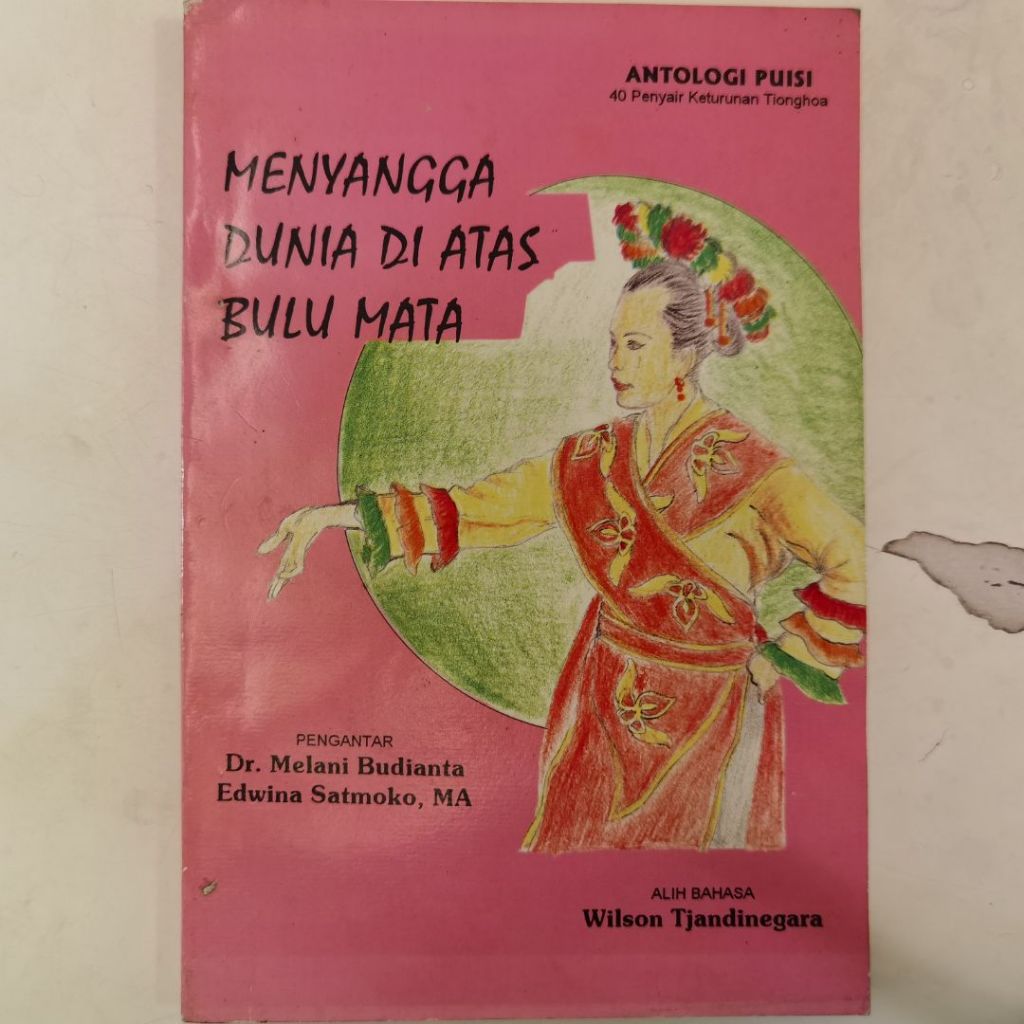 ANTOLOGI PUISI
40 Penyair Keturunan Tionghoa
MENYANGGA
DUNIA DI ATAS
BULU MATA
PENGANTAR
Dr. Melani Budianta
Edwina Satmoko, MA
ALIH BAHASA
Wilson Tjandinegara